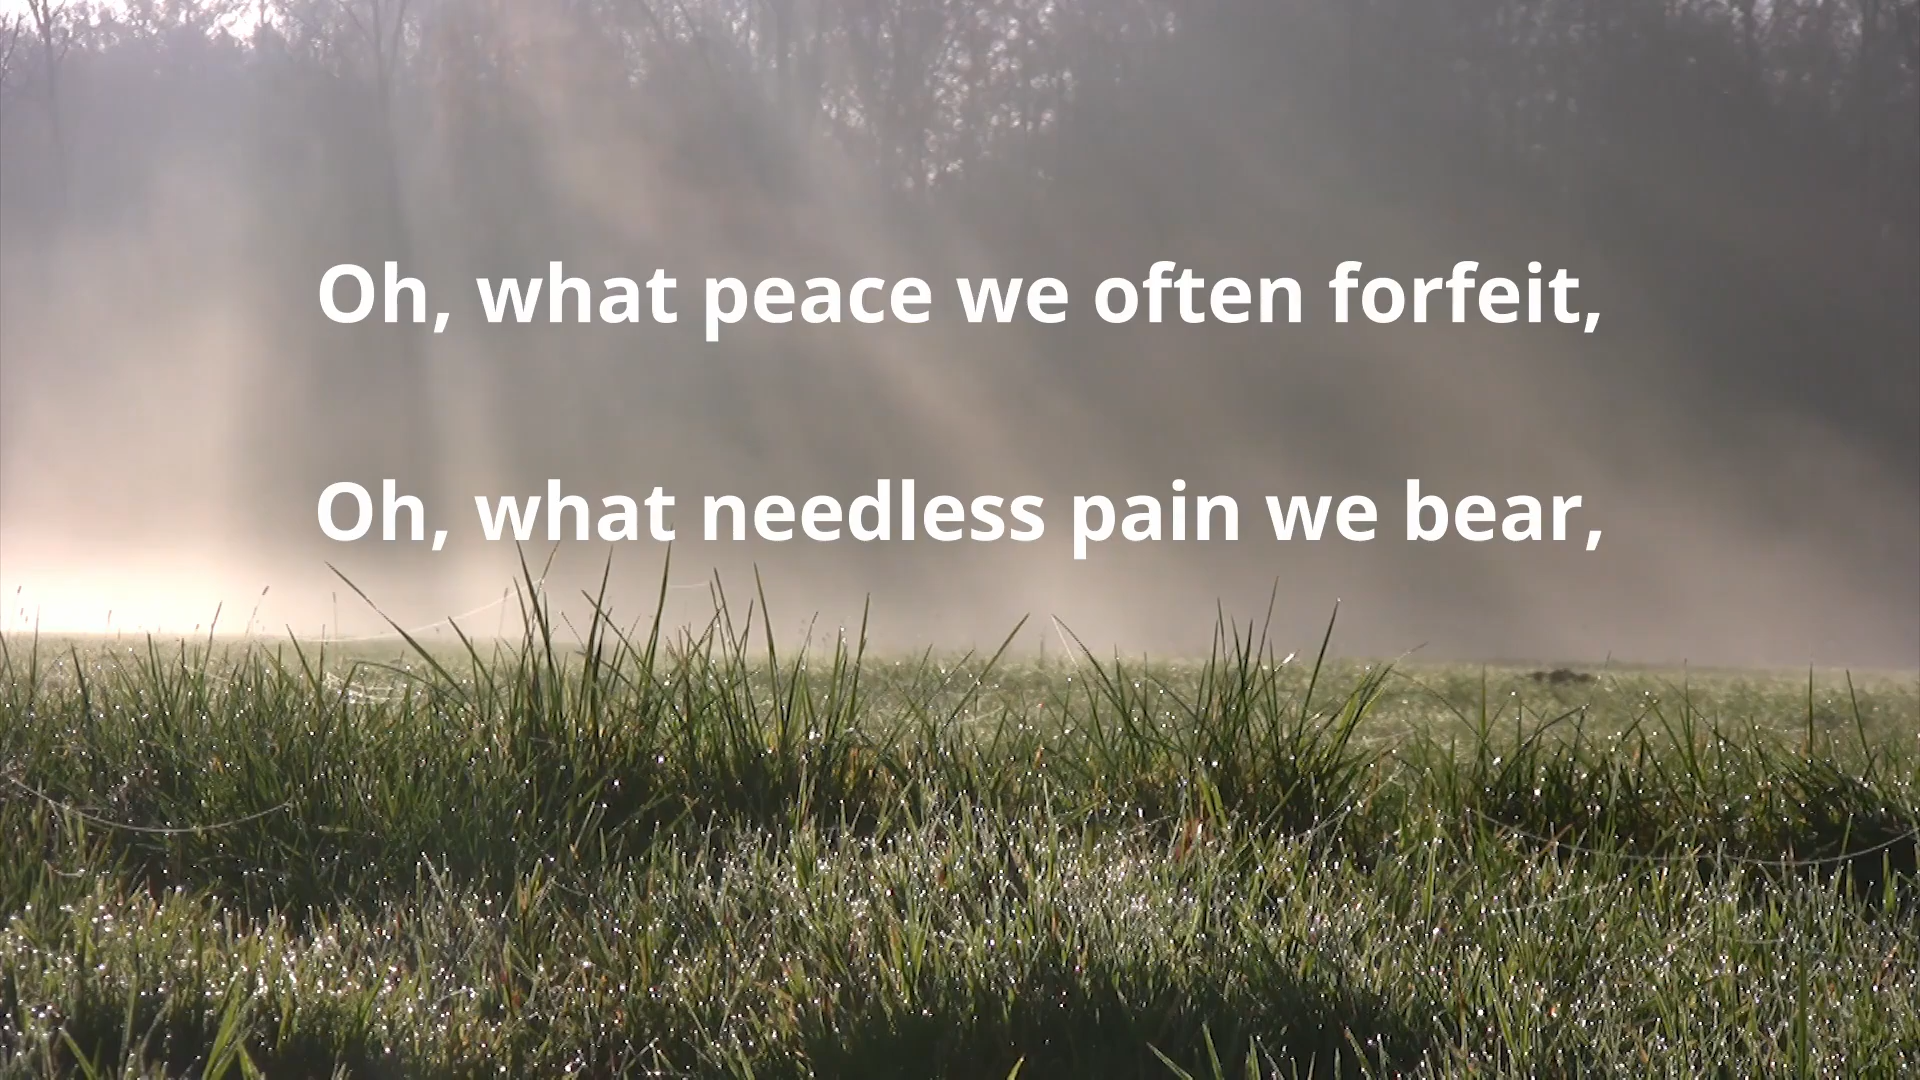 Oh, what peace we often forfeit,
Oh, what needless pain we bear,